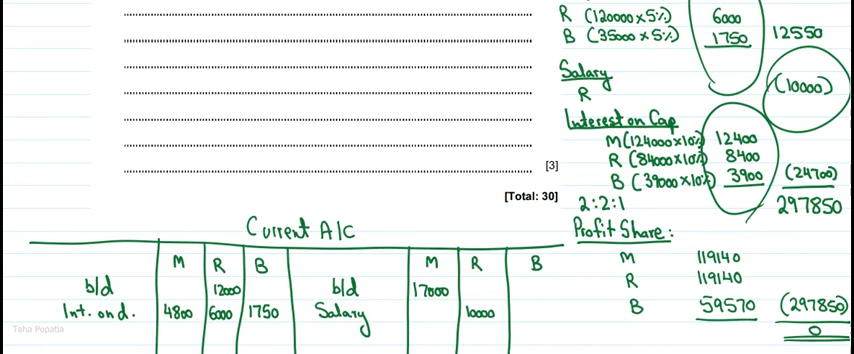 R (120000 x 5%) 6000
B (35000 x 5%) 1750 12550
Salary
R (10000)
Interest on Cap
M (124000 x 10%) 12400
R (84000 x 10%) 8400
B (39000 x 10%) 3900 (24700)
[3]
[Total: 30]
2:2:1 297850
Current A/C
Profit Share:
M R B M R B
M 119140
b/d 12000 b/d 17000
R 119140
Int. on d. 4800 6000 1750 Salary 10000
B 59570 (297850)
0
Taha Popatia